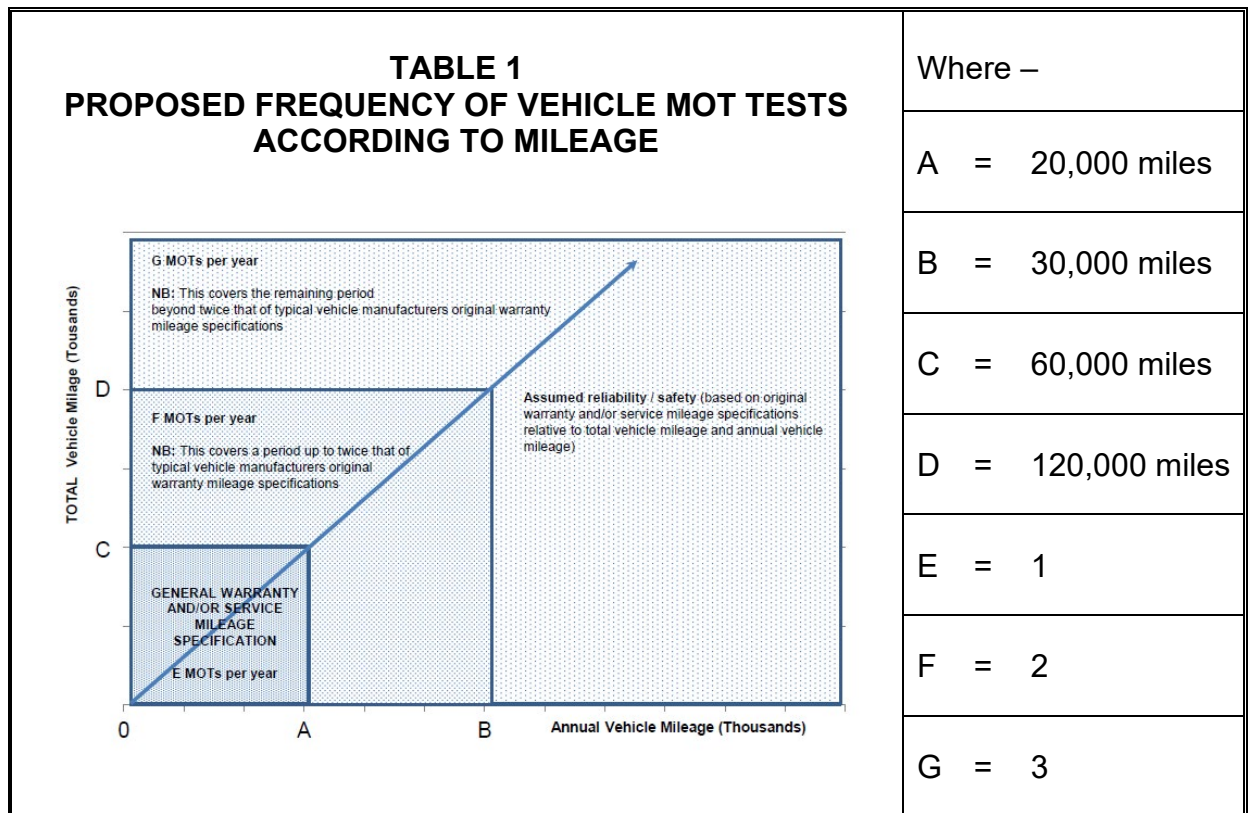 TABLE 1
PROPOSED FREQUENCY OF VEHICLE MOT TESTS
ACCORDING TO MILEAGE
G MOTs per year
NB: This covers the remaining period
beyond twice that of typical vehicle manufacturers original warranty
mileage specifications
TOTAL Vehicle Milage (Tousands)
D
Assumed reliability / safety (based on original
warranty and/or service mileage specifications
relative to total vehicle mileage and annual vehicle
mileage)
F MOTs per year
NB: This covers a period up to twice that of
typical vehicle manufacturers original
warranty mileage specifications
C
GENERAL WARRANTY
AND/OR SERVICE
MILEAGE
SPECIFICATION
E MOTs per year
0
A
B
Annual Vehicle Mileage (Thousands)
Where –
A = 20,000 miles
B = 30,000 miles
C = 60,000 miles
D = 120,000 miles
E = 1
F = 2
G = 3